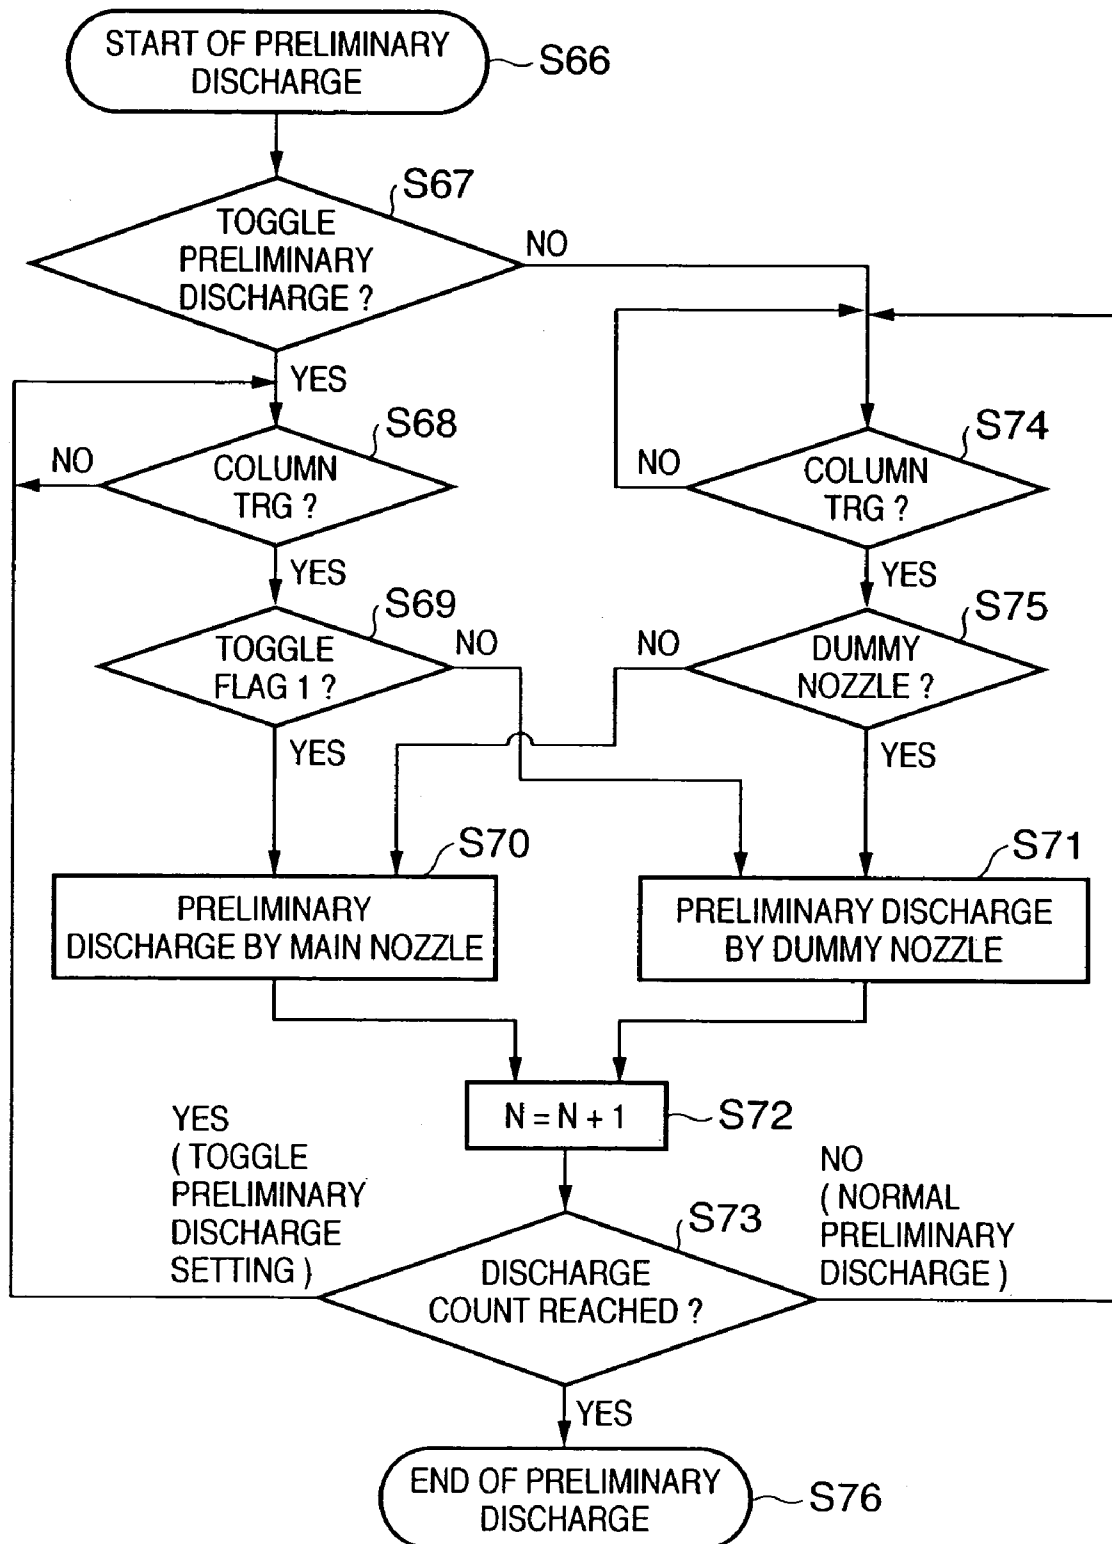 START OF PRELIMINARY
DISCHARGE
S66
S67
TOGGLE
PRELIMINARY
DISCHARGE ?
NO
YES
S68
COLUMN
TRG ?
NO
YES
S74
COLUMN
TRG ?
NO
YES
S69
TOGGLE
FLAG 1 ?
NO
YES
S75
DUMMY
NOZZLE ?
NO
YES
S70
PRELIMINARY
DISCHARGE BY MAIN NOZZLE
S71
PRELIMINARY DISCHARGE
BY DUMMY NOZZLE
N = N + 1
S72
YES
( TOGGLE
PRELIMINARY
DISCHARGE
SETTING )
NO
( NORMAL
PRELIMINARY
DISCHARGE )
S73
DISCHARGE
COUNT REACHED ?
YES
END OF PRELIMINARY
DISCHARGE
S76